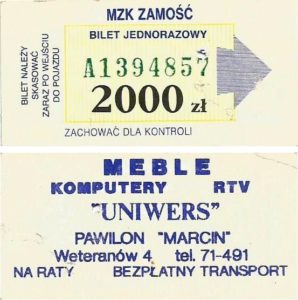 MZK ZAMOŚĆ
BILET NALEŻY
SKASOWAĆ
ZARAZ PO WEJŚCIU
DO POJAZDU
BILET JEDNORAZOWY
A1394857
2000 zł
ZACHOWAĆ DLA KONTROLI
MEBLE
KOMPUTERY RTV
"UNIWERS"
PAWILON "MARCIN"
Weteranów 4 tel. 71-491
NA RATY BEZPŁATNY TRANSPORT